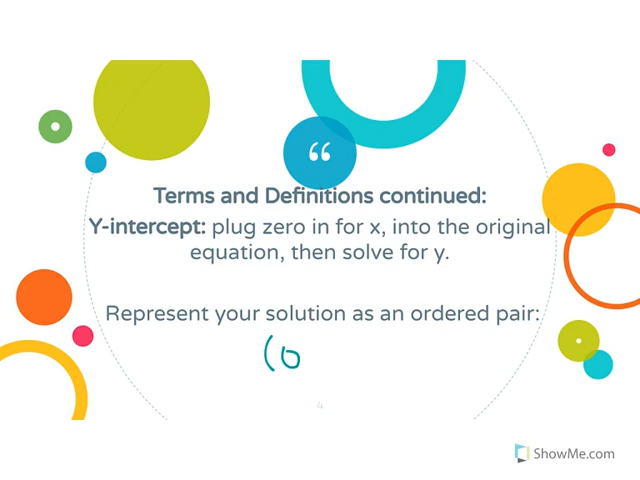 “
Terms and Definitions continued:
Y-intercept: plug zero in for x, into the original
equation, then solve for y.
Represent your solution as an ordered pair:
(0
4
ShowMe.com